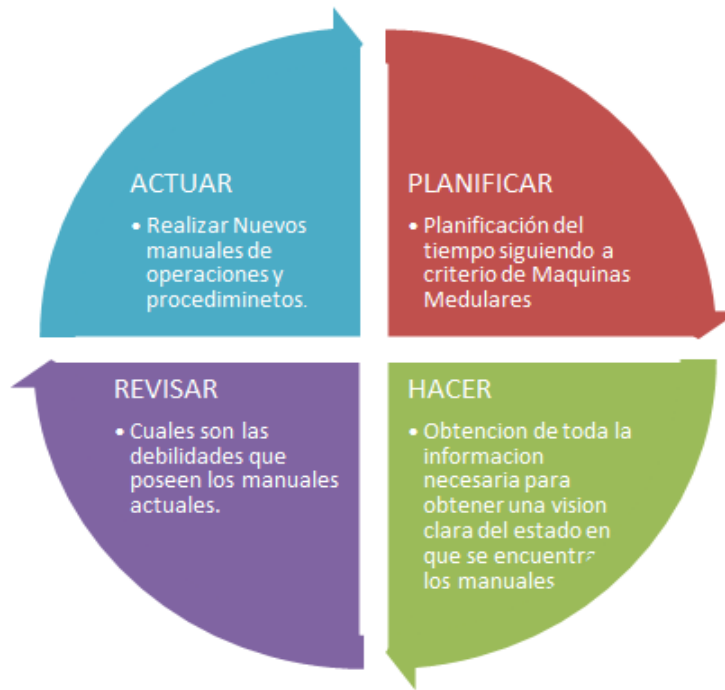 ACTUAR
• Realizar Nuevos
manuales de
operaciones y
procediminetos.
PLANIFICAR
• Planificación del
tiempo siguiendo a
criterio de Maquinas
Medulares
REVISAR
• Cuales son las
debilidades que
poseen los manuales
actuales.
HACER
• Obtencion de toda la
informacion
necesaria para
obtener una vision
clara del estado en
que se encuentra
los manuales